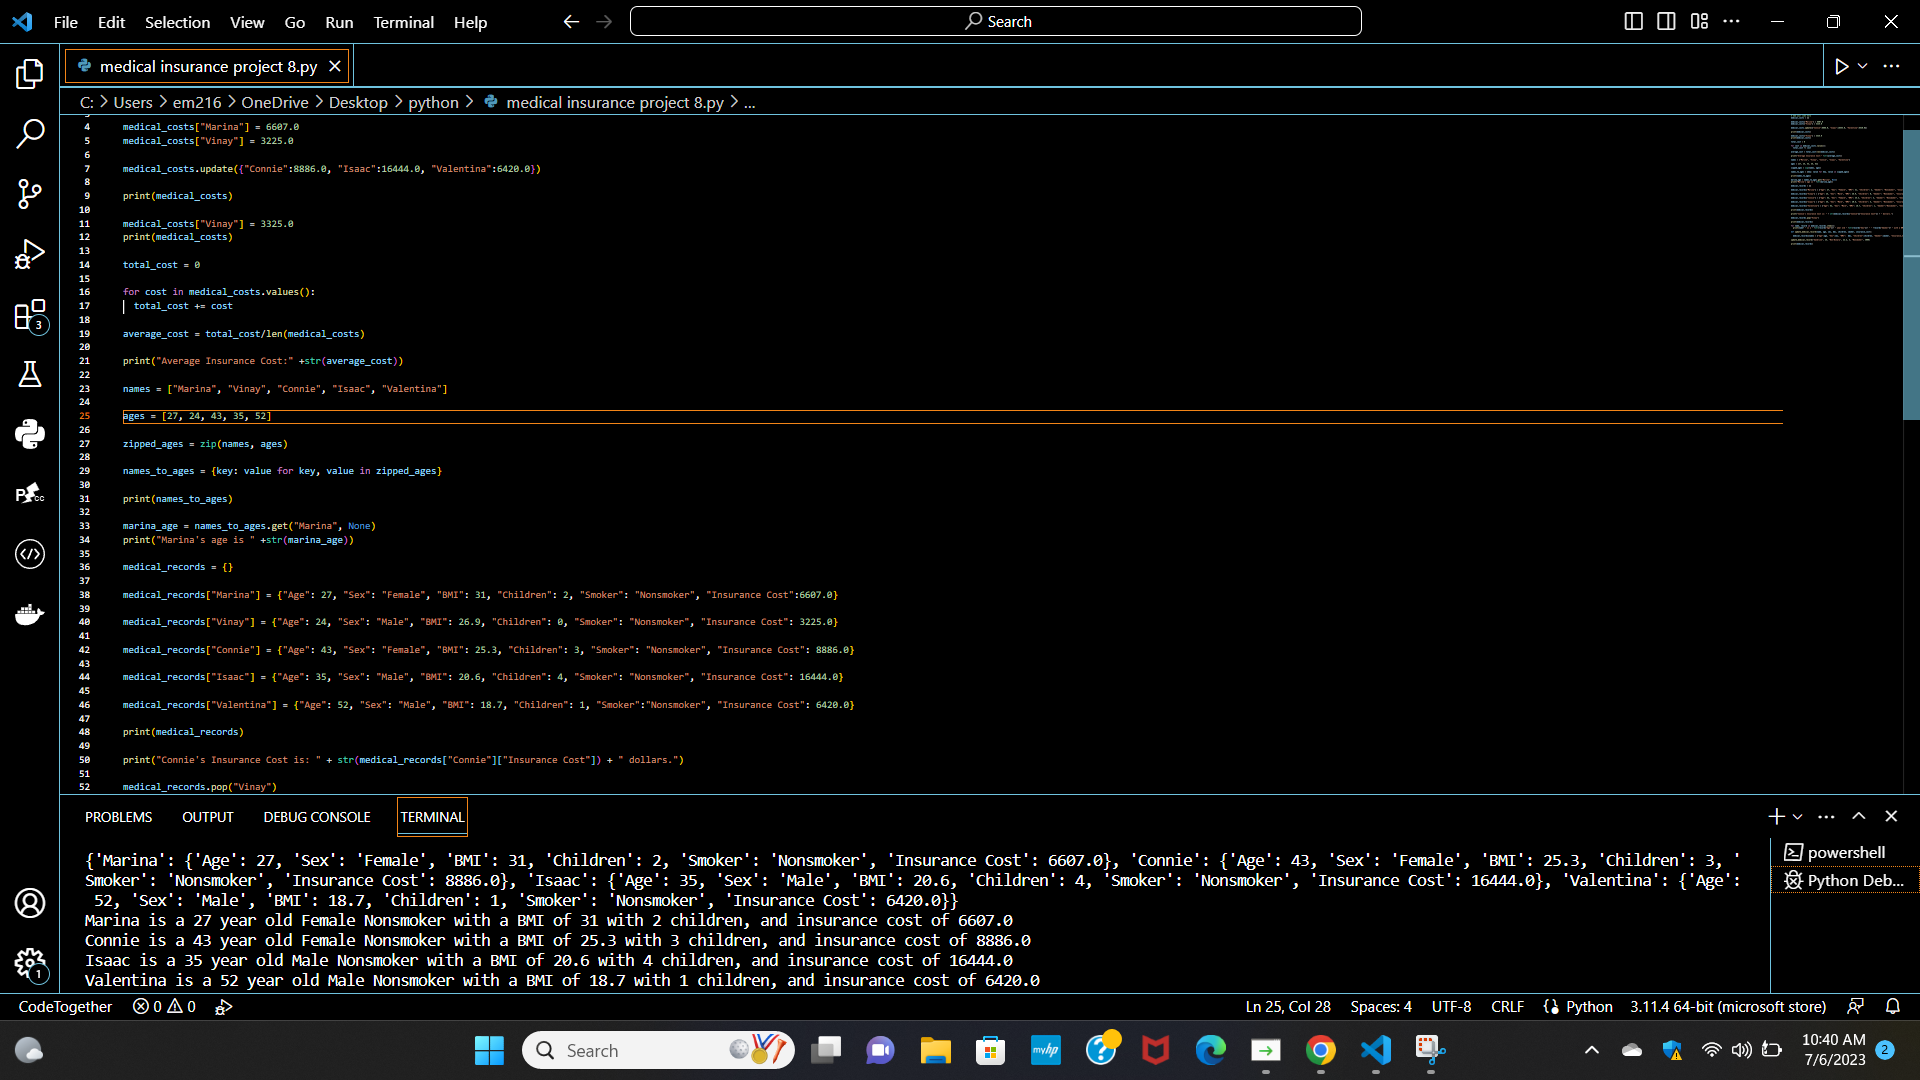 File Edit Selection View Go Run Terminal Help Search
medical insurance project 8.py
C: > Users > em216 > OneDrive > Desktop > python > medical insurance project 8.py > ...
4 medical_costs["Marina"] = 6607.0
5 medical_costs["Vinay"] = 3225.0
6
7 medical_costs.update({"Connie":8886.0, "Isaac":16444.0, "Valentina":6420.0})
8
9 print(medical_costs)
10
11 medical_costs["Vinay"] = 3325.0
12 print(medical_costs)
13
14 total_cost = 0
15
16 for cost in medical_costs.values():
17 total_cost += cost
18
19 average_cost = total_cost/len(medical_costs)
20
21 print("Average Insurance Cost:" +str(average_cost))
22
23 names = ["Marina", "Vinay", "Connie", "Isaac", "Valentina"]
24
25 ages = [27, 24, 43, 35, 52]
26
27 zipped_ages = zip(names, ages)
28
29 names_to_ages = {key: value for key, value in zipped_ages}
30
31 print(names_to_ages)
32
33 marina_age = names_to_ages.get("Marina", None)
34 print("Marina's age is " +str(marina_age))
35
36 medical_records = {}
37
38 medical_records["Marina"] = {"Age": 27, "Sex": "Female", "BMI": 31, "Children": 2, "Smoker": "Nonsmoker", "Insurance Cost":6607.0}
39
40 medical_records["Vinay"] = {"Age": 24, "Sex": "Male", "BMI": 26.9, "Children": 0, "Smoker": "Nonsmoker", "Insurance Cost": 3225.0}
41
42 medical_records["Connie"] = {"Age": 43, "Sex": "Female", "BMI": 25.3, "Children": 3, "Smoker": "Nonsmoker", "Insurance Cost": 8886.0}
43
44 medical_records["Isaac"] = {"Age": 35, "Sex": "Male", "BMI": 20.6, "Children": 4, "Smoker": "Nonsmoker", "Insurance Cost": 16444.0}
45
46 medical_records["Valentina"] = {"Age": 52, "Sex": "Male", "BMI": 18.7, "Children": 1, "Smoker":"Nonsmoker", "Insurance Cost": 6420.0}
47
48 print(medical_records)
49
50 print("Connie's Insurance Cost is: " + str(medical_records["Connie"]["Insurance Cost"]) + " dollars.")
51
52 medical_records.pop("Vinay")
3
PROBLEMS OUTPUT DEBUG CONSOLE TERMINAL
{'Marina': {'Age': 27, 'Sex': 'Female', 'BMI': 31, 'Children': 2, 'Smoker': 'Nonsmoker', 'Insurance Cost': 6607.0}, 'Connie': {'Age': 43, 'Sex': 'Female', 'BMI': 25.3, 'Children': 3, '
Smoker': 'Nonsmoker', 'Insurance Cost': 8886.0}, 'Isaac': {'Age': 35, 'Sex': 'Male', 'BMI': 20.6, 'Children': 4, 'Smoker': 'Nonsmoker', 'Insurance Cost': 16444.0}, 'Valentina': {'Age':
52, 'Sex': 'Male', 'BMI': 18.7, 'Children': 1, 'Smoker': 'Nonsmoker', 'Insurance Cost': 6420.0}}
Marina is a 27 year old Female Nonsmoker with a BMI of 31 with 2 children, and insurance cost of 6607.0
Connie is a 43 year old Female Nonsmoker with a BMI of 25.3 with 3 children, and insurance cost of 8886.0
Isaac is a 35 year old Male Nonsmoker with a BMI of 20.6 with 4 children, and insurance cost of 16444.0
Valentina is a 52 year old Male Nonsmoker with a BMI of 18.7 with 1 children, and insurance cost of 6420.0
powershell
Python Deb...
1
CodeTogether 0 0 Ln 25, Col 28 Spaces: 4 UTF-8 CRLF Python 3.11.4 64-bit (microsoft store)
Search
myhp
10:40 AM
7/6/2023
2